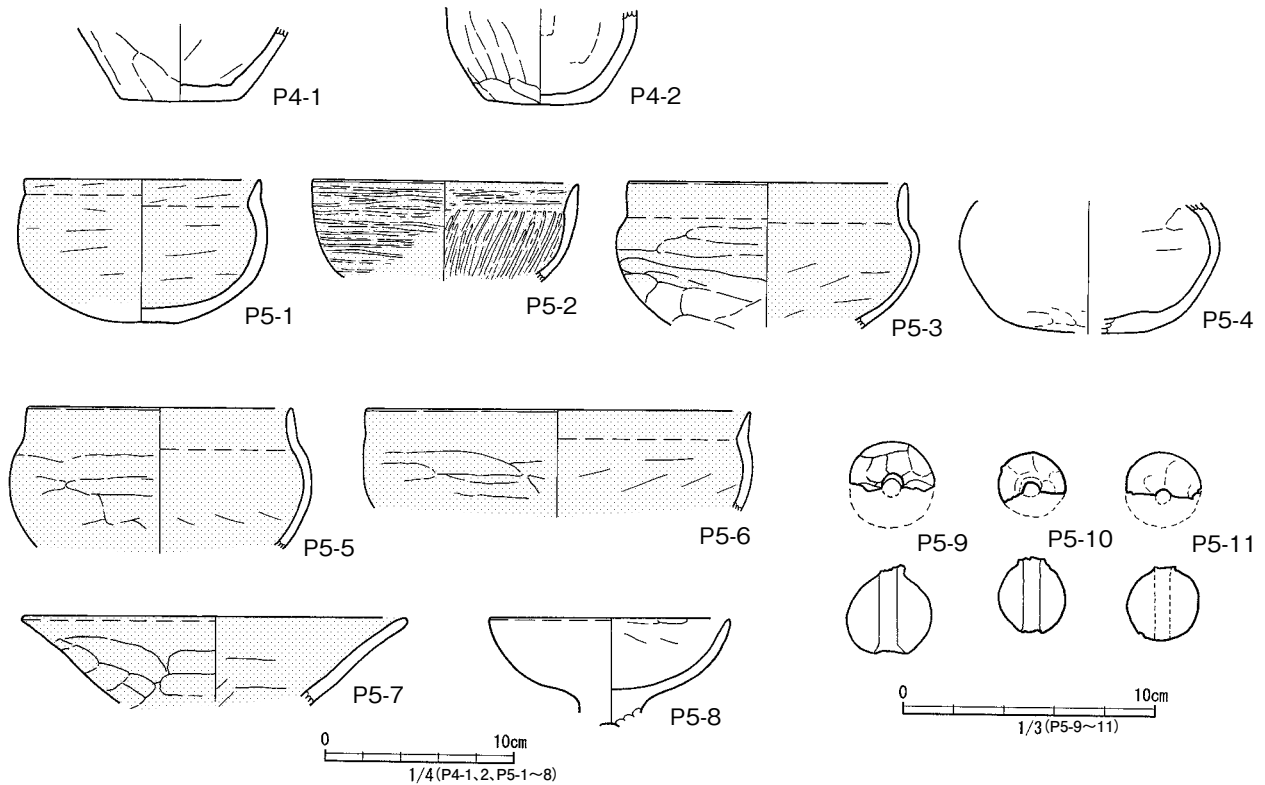 P4-1
P4-2
P5-1
P5-2
P5-3
P5-4
P5-5
P5-6
P5-9
P5-10
P5-11
P5-7
P5-8
0 10cm
1/3(P5-9～11)
0 10cm
1/4(P4-1、2、P5-1～8)